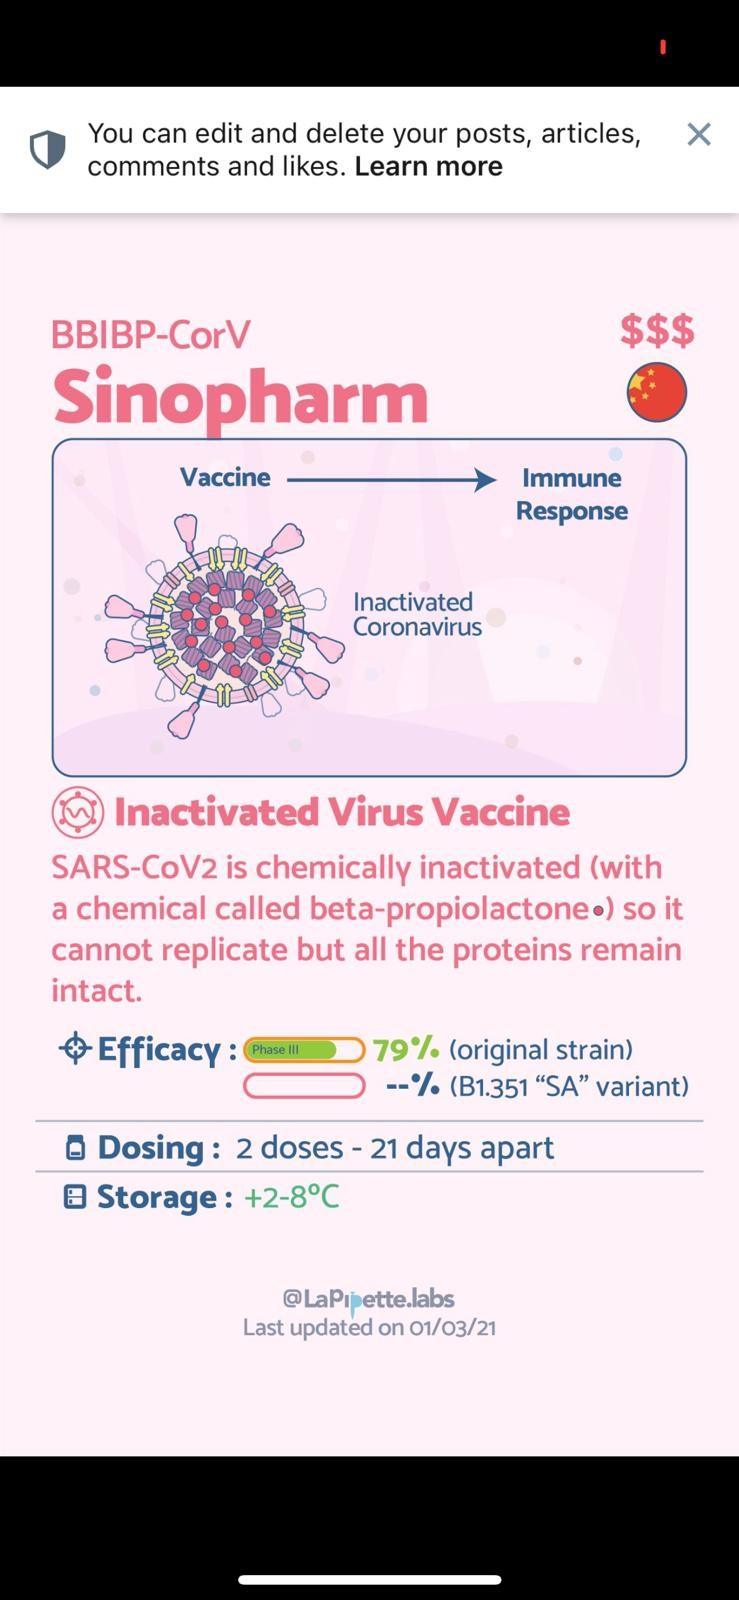 You can edit and delete your posts, articles,
comments and likes. Learn more
BBIBP-CorV
$$$
Sinopharm
Vaccine
Immune
Response
Inactivated
Coronavirus
Inactivated Virus Vaccine
SARS-CoV2 is chemically inactivated (with
a chemical called beta-propiolactone•) so it
cannot replicate but all the proteins remain
intact.
Efficacy : Phase III 79% (original strain)
--% (B1.351 “SA” variant)
Dosing : 2 doses - 21 days apart
Storage : +2-8ºC
@LaPipette.labs
Last updated on 01/03/21